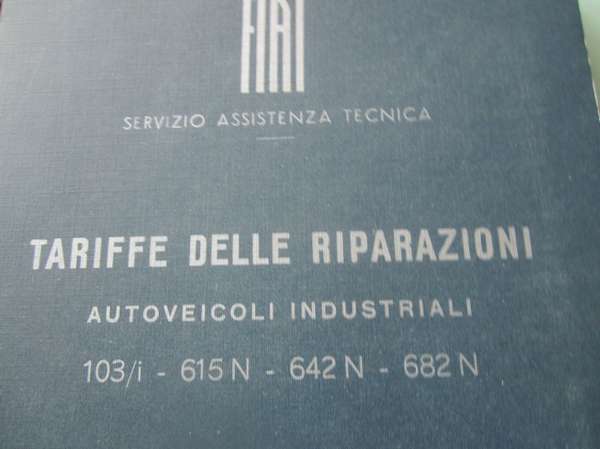 FIAT
SERVIZIO ASSISTENZA TECNICA
TARIFFE DELLE RIPARAZIONI
AUTOVEICOLI INDUSTRIALI
103/i - 615 N - 642 N - 682 N